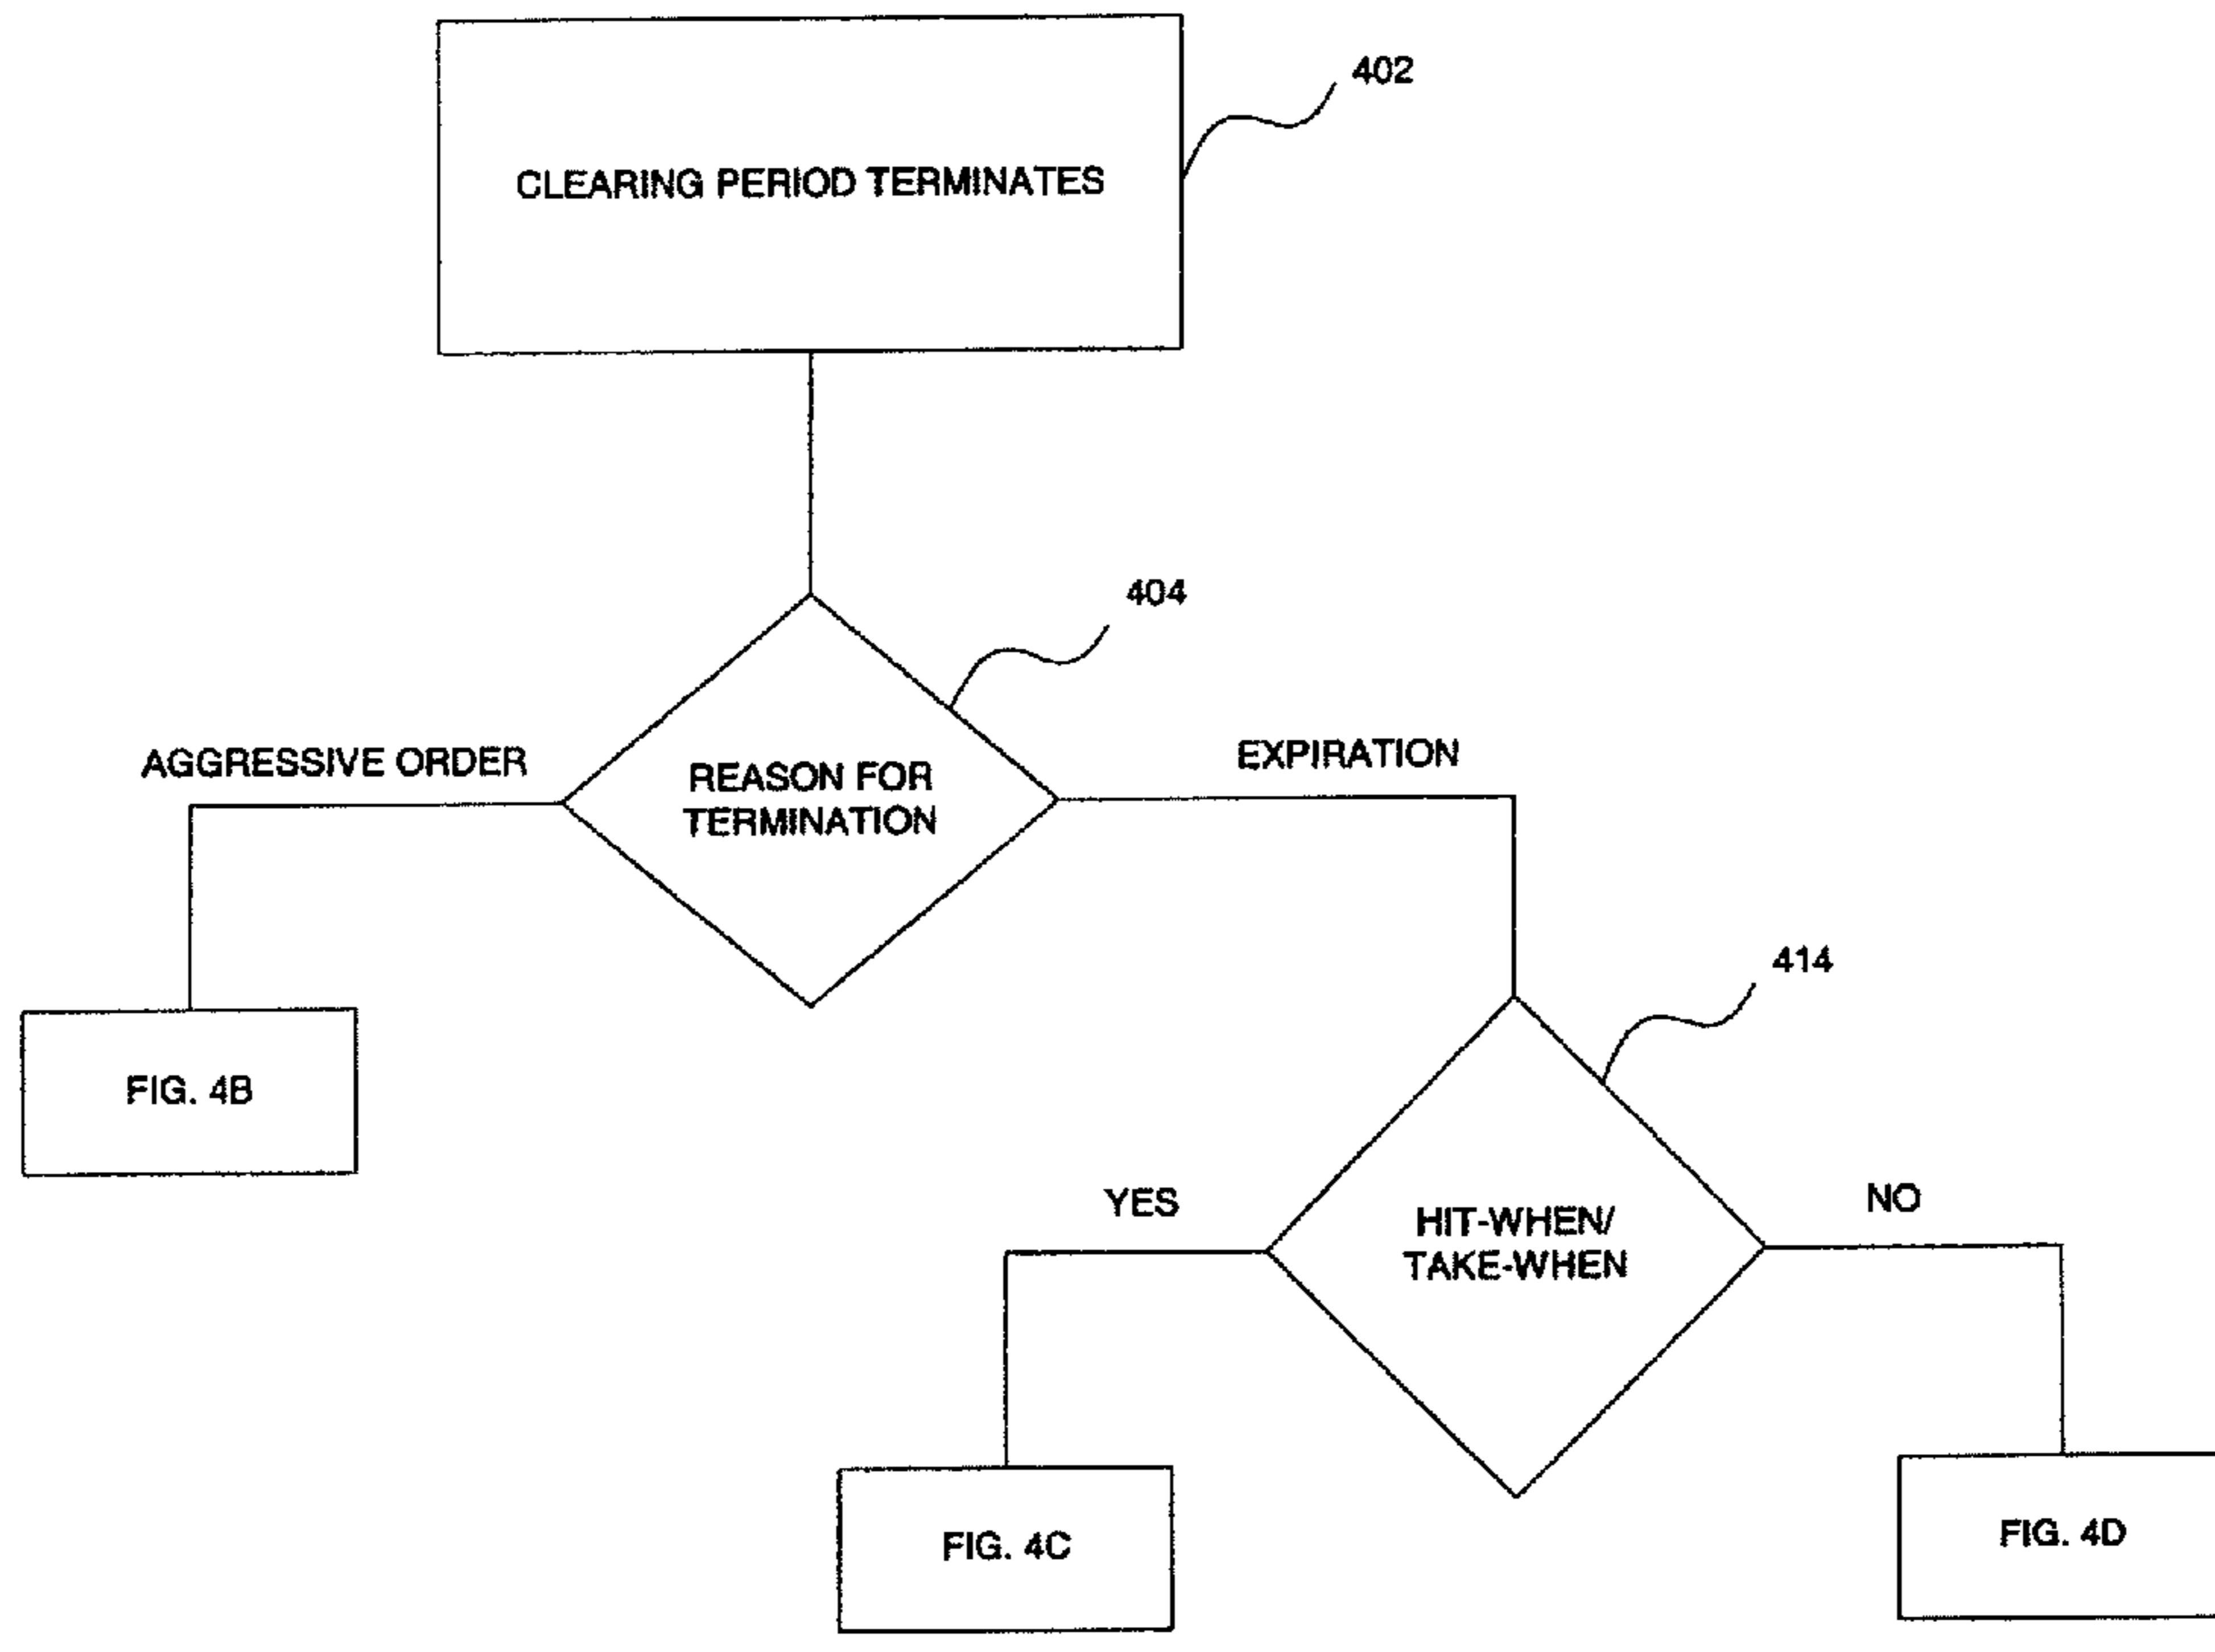 402
CLEARING PERIOD TERMINATES
404
AGGRESSIVE ORDER
EXPIRATION
REASON FOR
TERMINATION
414
FIG. 4B
YES
NO
HIT-WHEN/
TAKE-WHEN
FIG. 4C
FIG. 4D